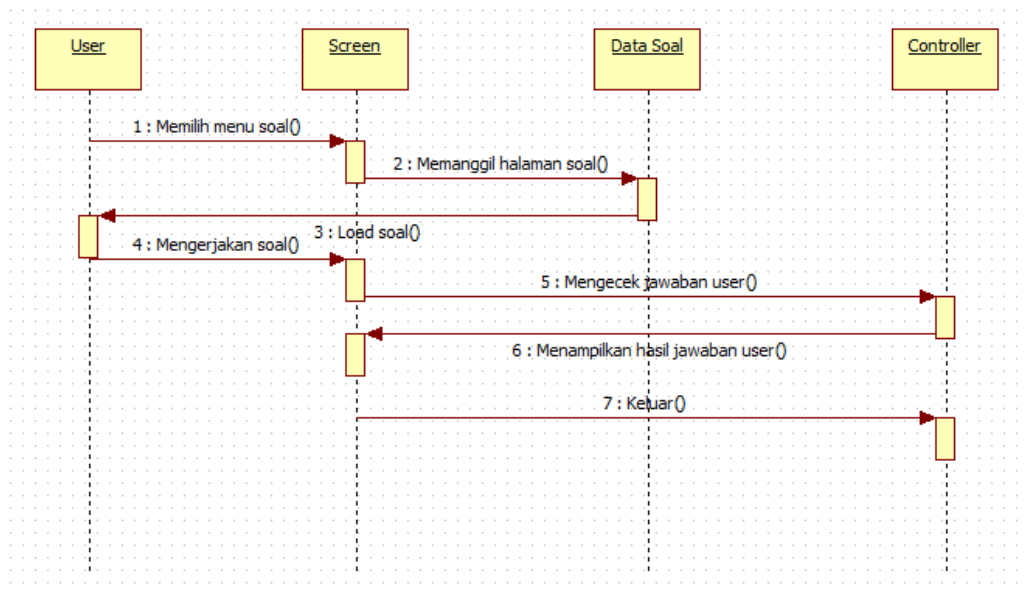 User
Screen
Data Soal
Controller
1 : Memilih menu soal()
2 : Memanggil halaman soal()
3 : Load soal()
4 : Mengerjakan soal()
5 : Mengecek jawaban user()
6 : Menampilkan hasil jawaban user()
7 : Keluar()